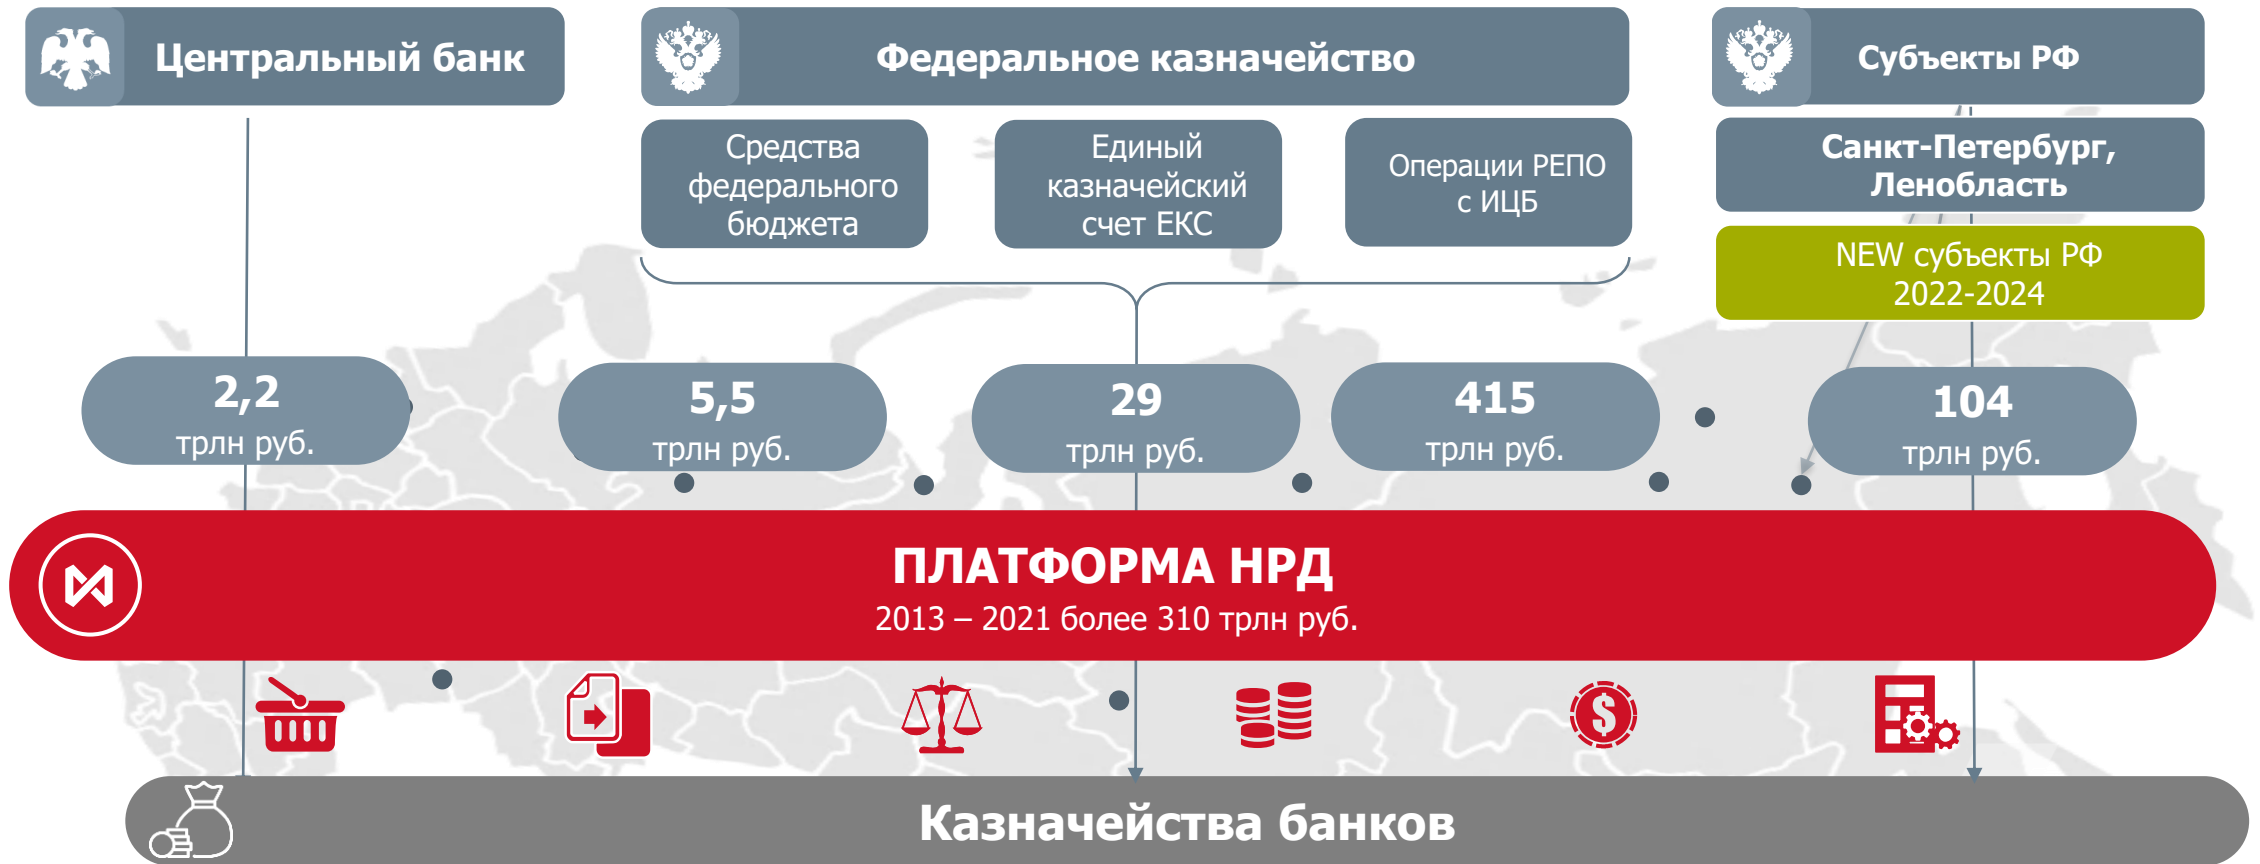 Центральный банк
Федеральное казначейство
Субъекты РФ
Средства
федерального
бюджета
Единый
казначейский
счет ЕКС
Операции РЕПО
с ИЦБ
Санкт-Петербург,
Ленобласть
NEW субъекты РФ
2022-2024
2,2
трлн руб.
5,5
трлн руб.
29
трлн руб.
415
трлн руб.
104
трлн руб.
ПЛАТФОРМА НРД
2013 – 2021 более 310 трлн руб.
$
Казначейства банков